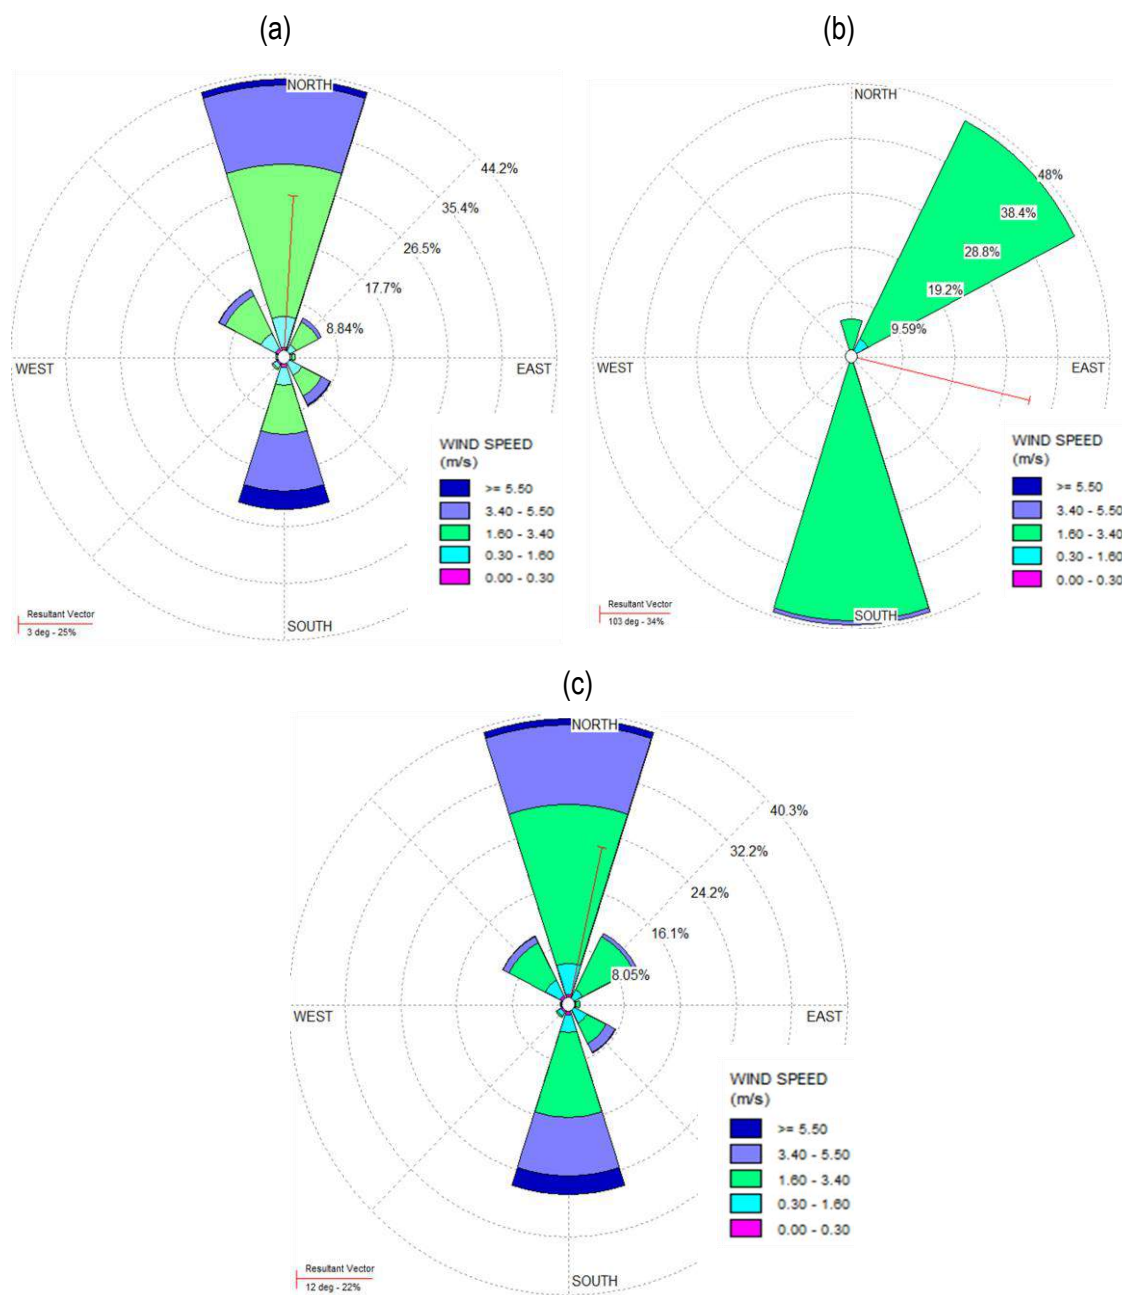 (a)
NORTH
44.2%
35.4%
26.5%
17.7%
8.84%
WEST
EAST
SOUTH
WIND SPEED
(m/s)
>= 5.50
3.40 - 5.50
1.60 - 3.40
0.30 - 1.60
0.00 - 0.30
Resultant Vector
3 deg - 25%
(b)
NORTH
48%
38.4%
28.8%
19.2%
9.59%
WEST
EAST
SOUTH
WIND SPEED
(m/s)
>= 5.50
3.40 - 5.50
1.60 - 3.40
0.30 - 1.60
0.00 - 0.30
Resultant Vector
103 deg - 34%
(c)
NORTH
40.3%
32.2%
24.2%
16.1%
8.05%
WEST
EAST
SOUTH
WIND SPEED
(m/s)
>= 5.50
3.40 - 5.50
1.60 - 3.40
0.30 - 1.60
0.00 - 0.30
Resultant Vector
12 deg - 22%